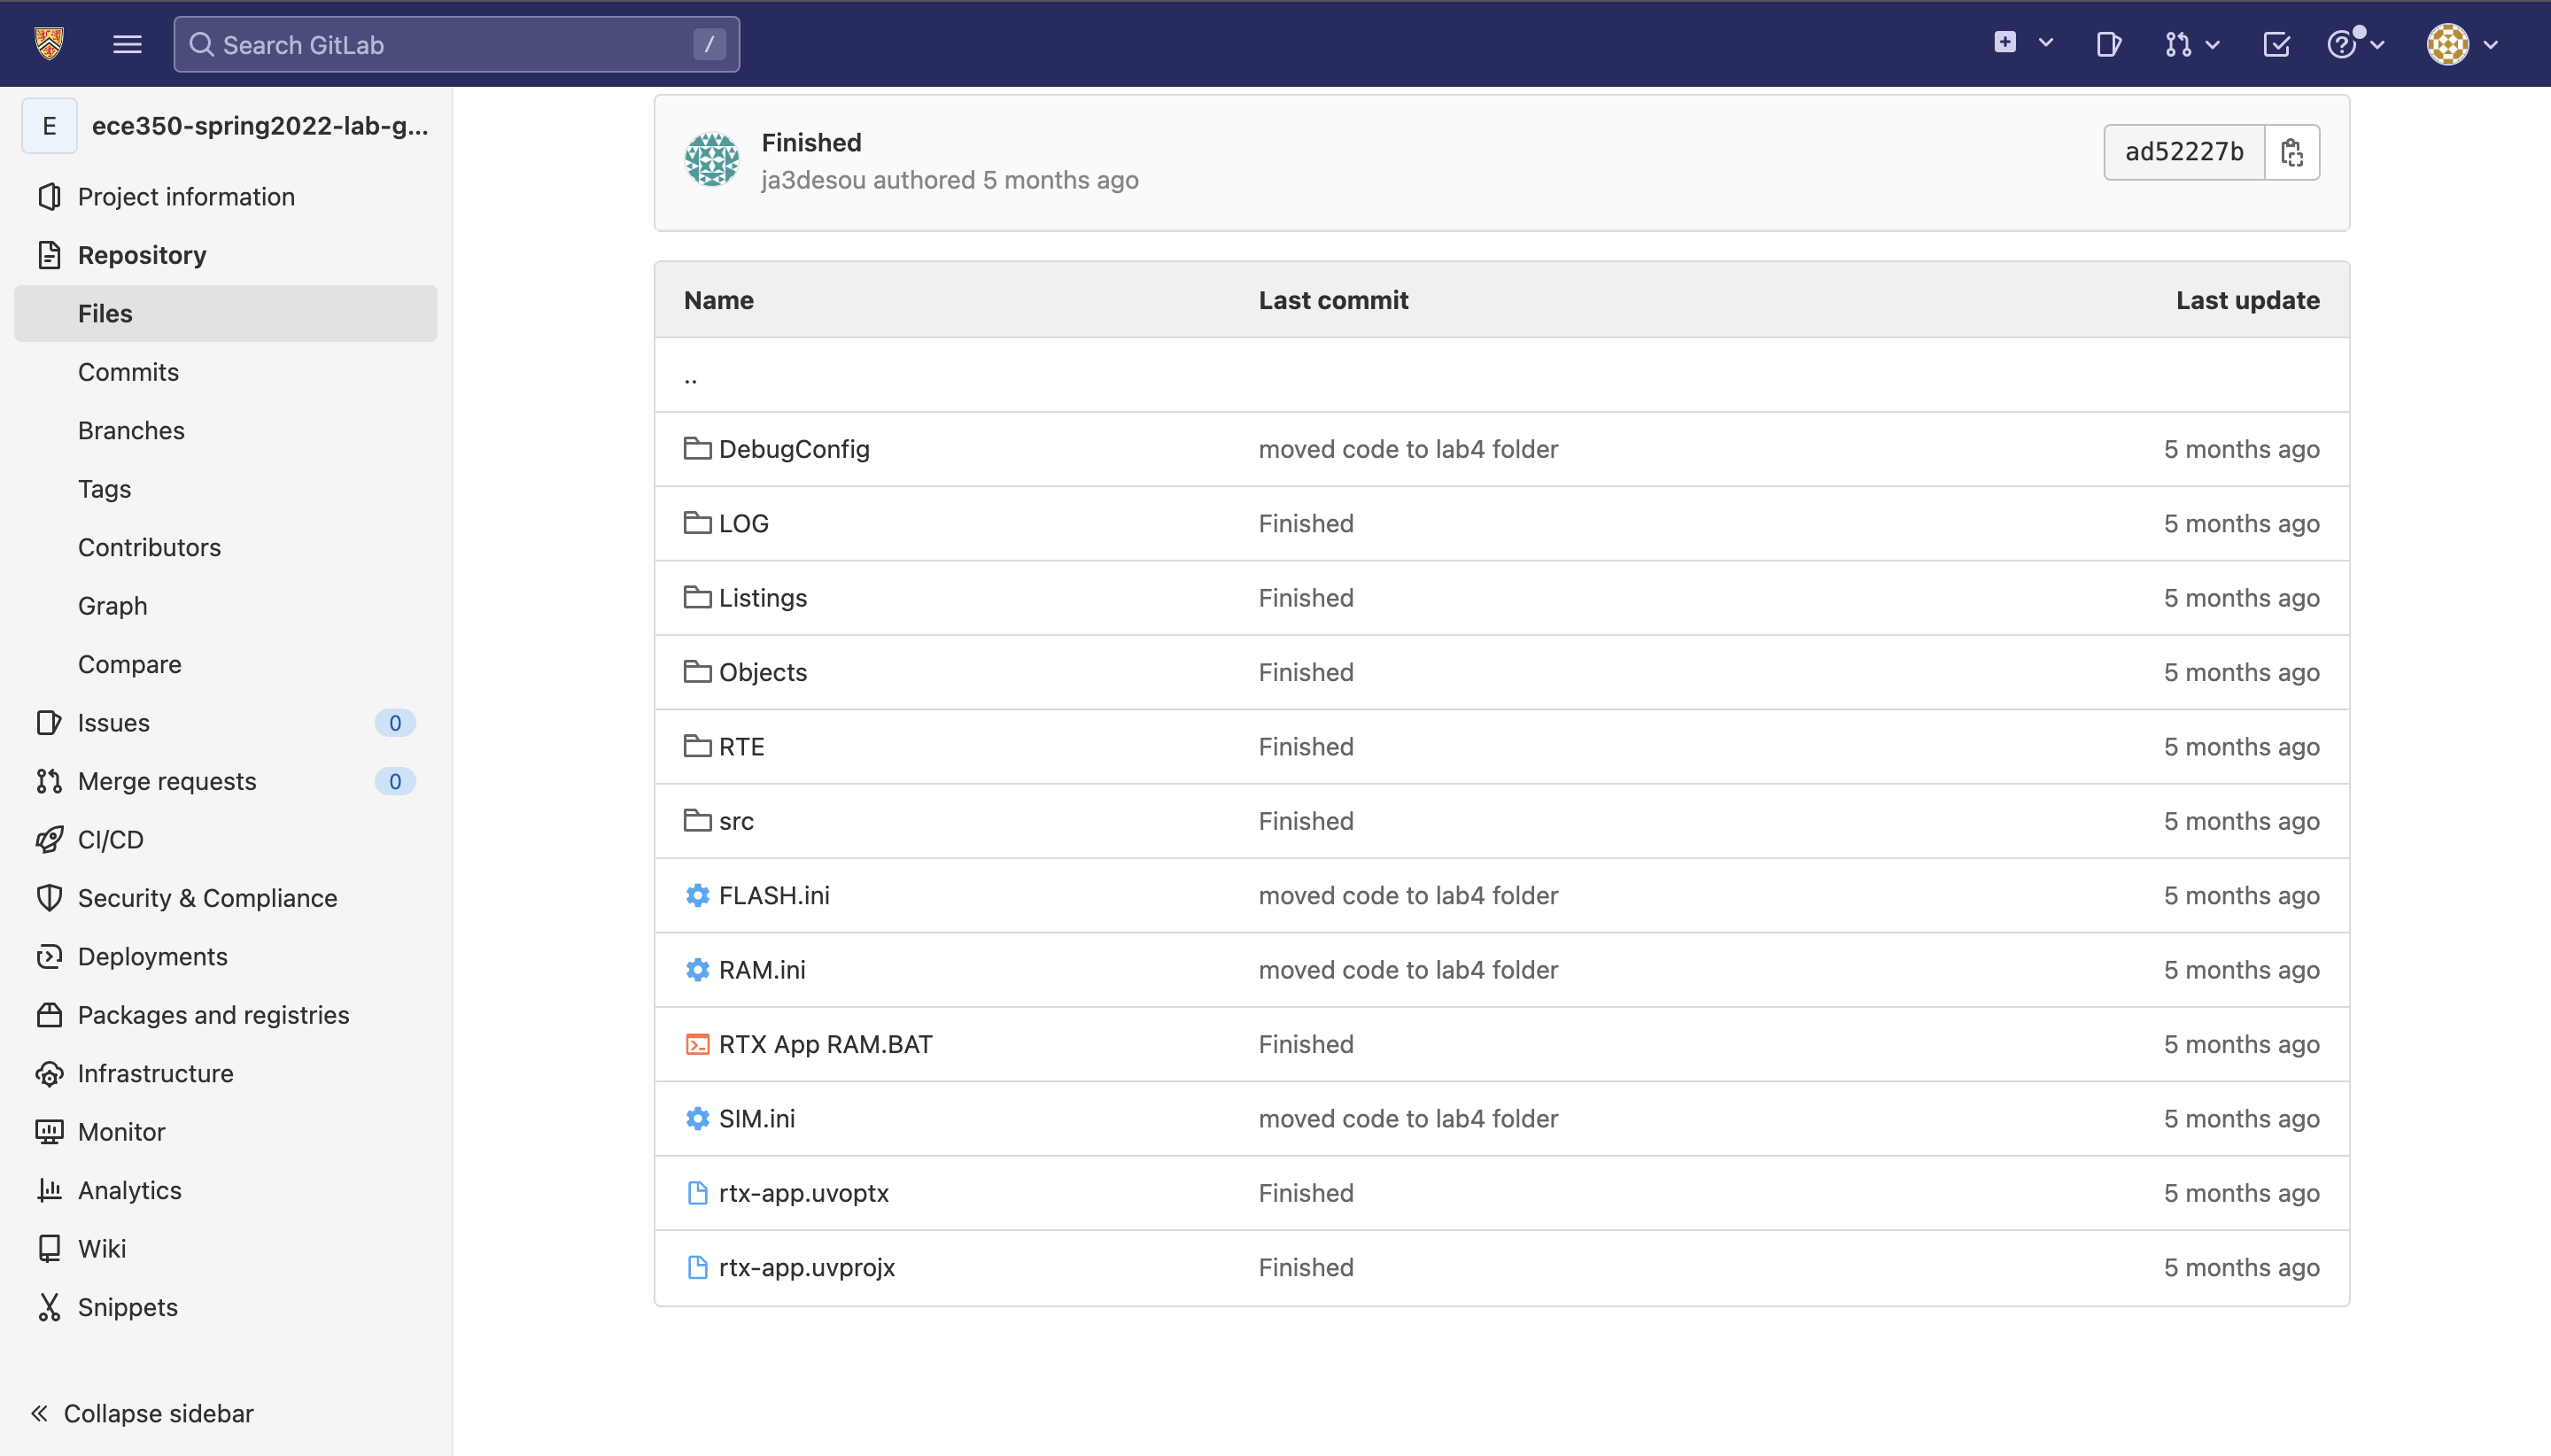 Search GitLab /
E ece350-spring2022-lab-g...
Project information
Repository
Files
Commits
Branches
Tags
Contributors
Graph
Compare
Issues 0
Merge requests 0
CI/CD
Security & Compliance
Deployments
Packages and registries
Infrastructure
Monitor
Analytics
Wiki
Snippets
Collapse sidebar
Finished
ja3desou authored 5 months ago
ad52227b
Name Last commit Last update
..
DebugConfig moved code to lab4 folder 5 months ago
LOG Finished 5 months ago
Listings Finished 5 months ago
Objects Finished 5 months ago
RTE Finished 5 months ago
src Finished 5 months ago
FLASH.ini moved code to lab4 folder 5 months ago
RAM.ini moved code to lab4 folder 5 months ago
RTX App RAM.BAT Finished 5 months ago
SIM.ini moved code to lab4 folder 5 months ago
rtx-app.uvoptx Finished 5 months ago
rtx-app.uvprojx Finished 5 months ago